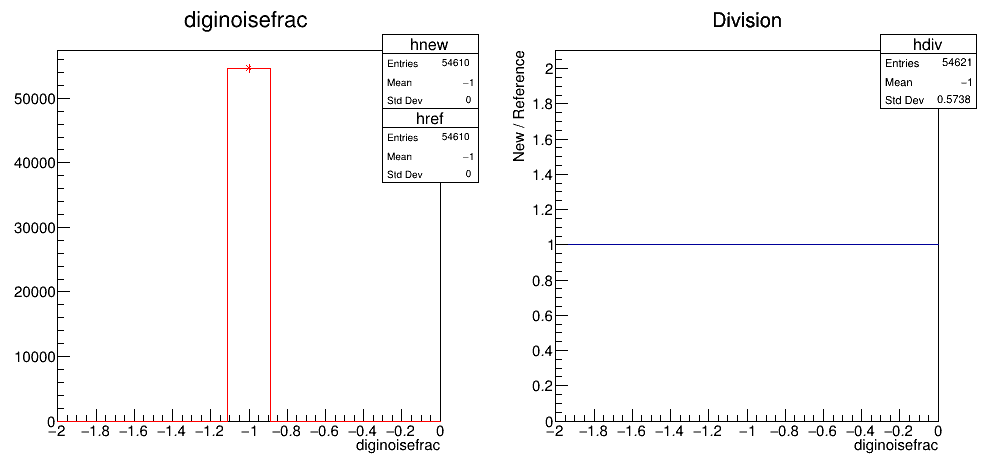 diginoisefrac
hnew
Entries 54610
Mean −1
Std Dev 0
href
Entries 54610
Mean −1
Std Dev 0
50000
40000
30000
20000
10000
0
−2 −1.8 −1.6 −1.4 −1.2 −1 −0.8 −0.6 −0.4 −0.2 0
diginoisefrac
Division
hdiv
Entries 54621
Mean −1
Std Dev 0.5738
New / Reference
2
1.8
1.6
1.4
1.2
1
0.8
0.6
0.4
0.2
0
−2 −1.8 −1.6 −1.4 −1.2 −1 −0.8 −0.6 −0.4 −0.2 0
diginoisefrac